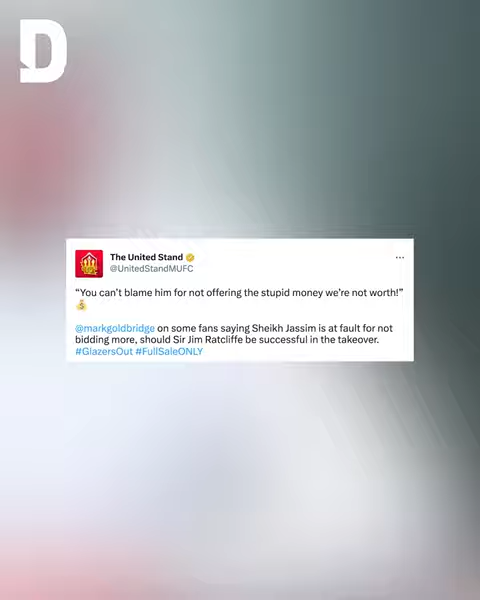 D
The United Stand
@UnitedStandMUFC
“You can’t blame him for not offering the stupid money we’re not worth!”
💰
@markgoldbridge on some fans saying Sheikh Jassim is at fault for not
bidding more, should Sir Jim Ratcliffe be successful in the takeover.
#GlazersOut #FullSaleONLY